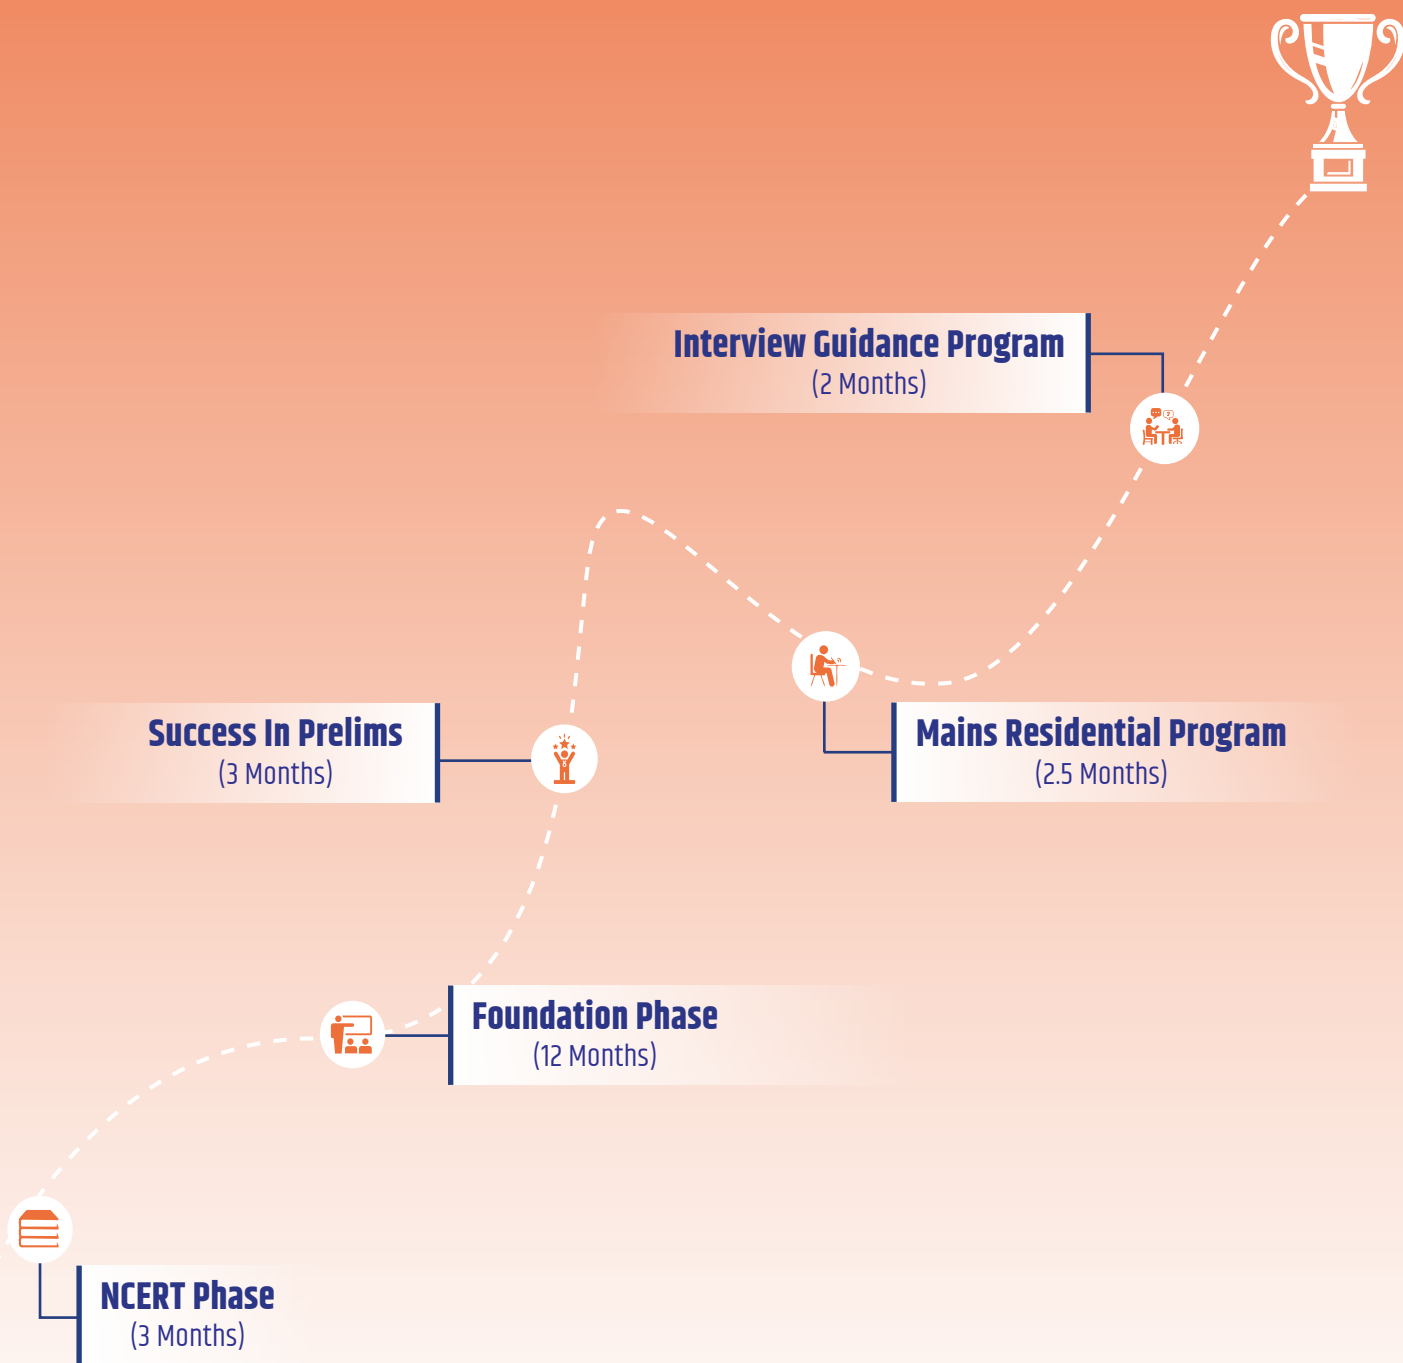 Interview Guidance Program
(2 Months)
Success In Prelims
(3 Months)
Mains Residential Program
(2.5 Months)
Foundation Phase
(12 Months)
NCERT Phase
(3 Months)